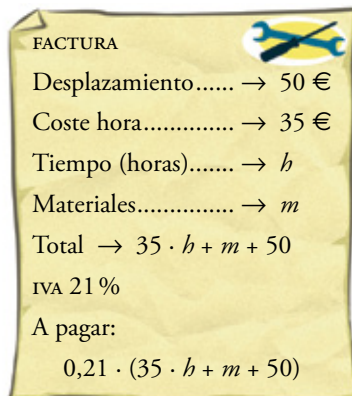 FACTURA
Desplazamiento...... → 50 €
Coste hora.............. → 35 €
Tiempo (horas)....... → h
Materiales............... → m
Total → 35 · h + m + 50
IVA 21 %
A pagar:
0,21 · (35 · h + m + 50)